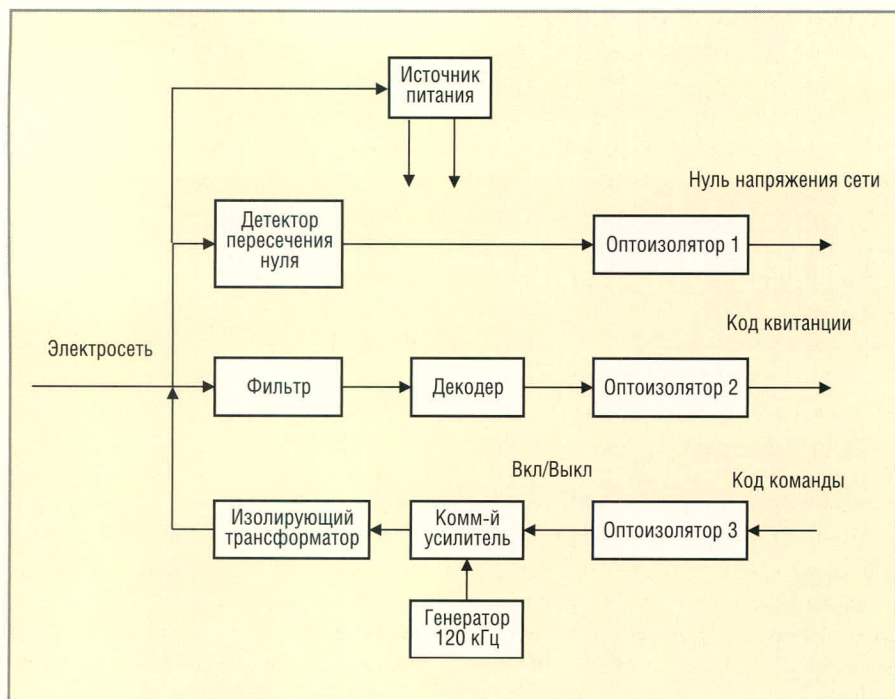 Источник
питания
Нуль напряжения сети
Детектор
пересечения
нуля
Оптоизолятор 1
Код квитанции
Электросеть
Фильтр
Декодер
Оптоизолятор 2
Вкл/Выкл
Код команды
Изолирующий
трансформатор
Комм-й
усилитель
Оптоизолятор 3
Генератор
120 кГц